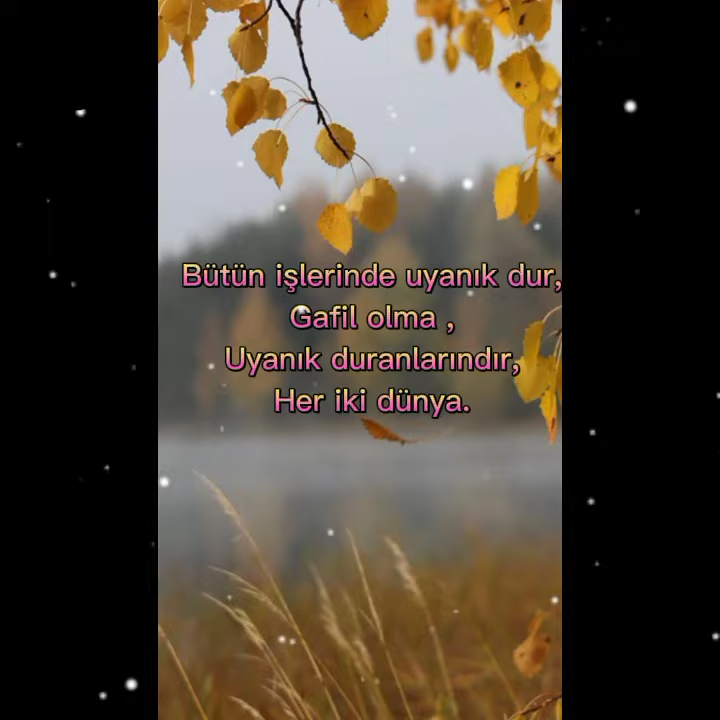 Bütün işlerinde uyanık dur,
Gafil olma ,
Uyanık duranlarındır,
Her iki dünya.